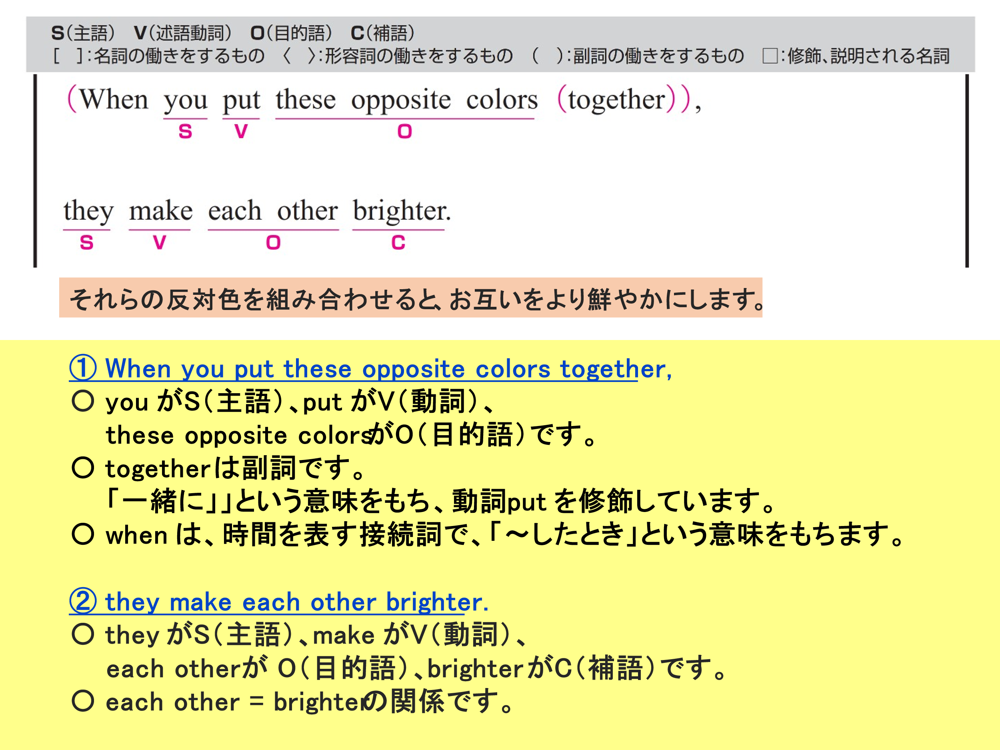 S(主語) V(述語動詞) O(目的語) C(補語)
[ ]:名詞の働きをするもの 〈 〉:形容詞の働きをするもの ( ):副詞の働きをするもの □:修飾、説明される名詞
(When you put these opposite colors (together)),
S V O
they make each other brighter.
S V O C
それらの反対色を組み合わせると、お互いをより鮮やかにします。
① When you put these opposite colors together,
○ you がS(主語)、put がV(動詞)、
these opposite colorsがO(目的語)です。
○ togetherは副詞です。
「一緒に」」という意味をもち、動詞put を修飾しています。
○ when は、時間を表す接続詞で、「~したとき」という意味をもちます。
② they make each other brighter.
○ they がS(主語)、make がV(動詞)、
each otherが O(目的語)、brighterがC(補語)です。
○ each other = brighterの関係です。